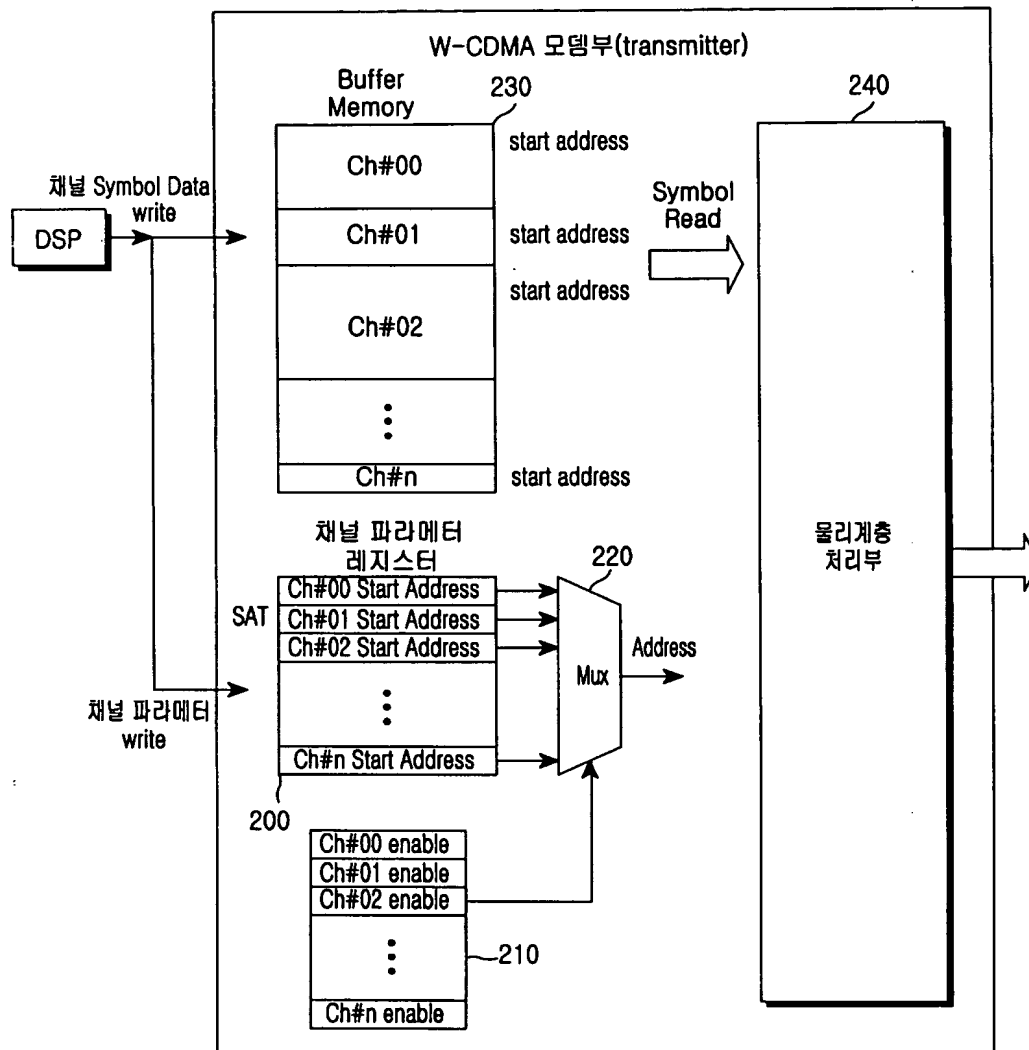 W-CDMA 모뎀부(transmitter)
Buffer
Memory
230
240
start address
Ch#00
채널 Symbol Data
write
DSP
Ch#01
start address
Symbol
Read
start address
Ch#02
Ch#n
start address
물리계층
처리부
채널 파라메터
레지스터
220
SAT
Ch#00 Start Address
Ch#01 Start Address
Ch#02 Start Address
Mux
Address
채널 파라메터
write
Ch#n Start Address
200
Ch#00 enable
Ch#01 enable
Ch#02 enable
210
Ch#n enable